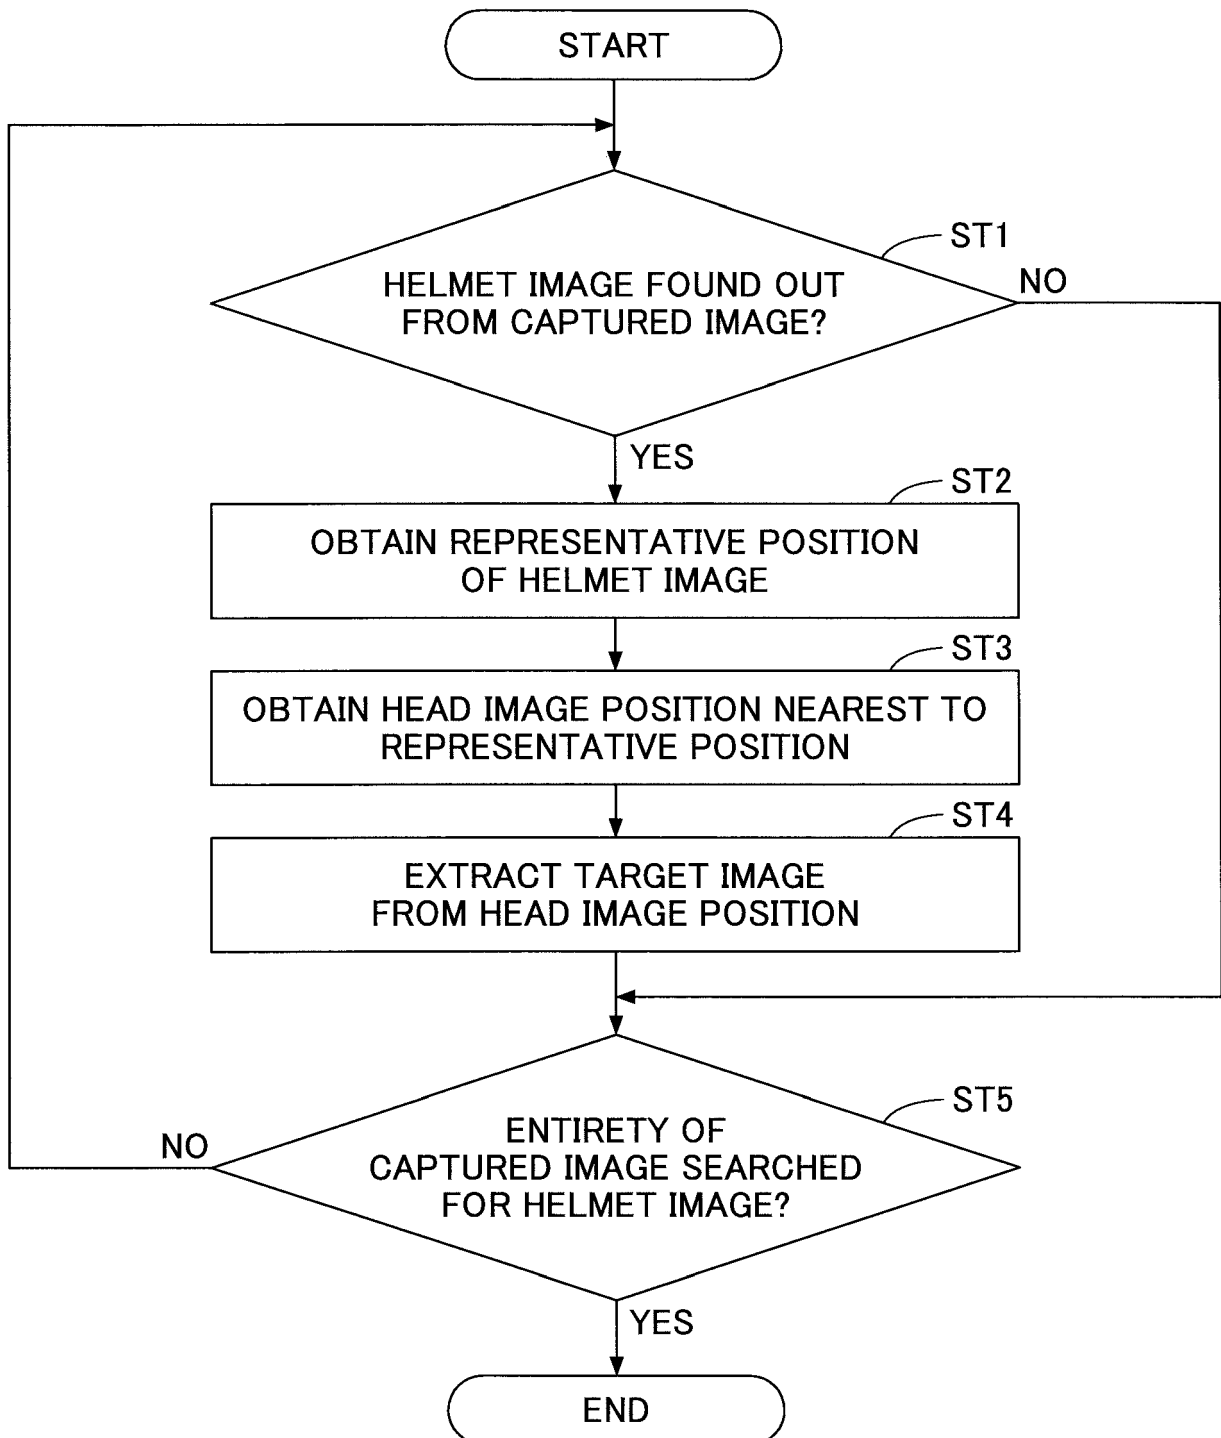 START
ST1
HELMET IMAGE FOUND OUT
FROM CAPTURED IMAGE?
NO
YES
ST2
OBTAIN REPRESENTATIVE POSITION
OF HELMET IMAGE
ST3
OBTAIN HEAD IMAGE POSITION NEAREST TO
REPRESENTATIVE POSITION
ST4
EXTRACT TARGET IMAGE
FROM HEAD IMAGE POSITION
ST5
ENTIRETY OF
CAPTURED IMAGE SEARCHED
FOR HELMET IMAGE?
NO
YES
END